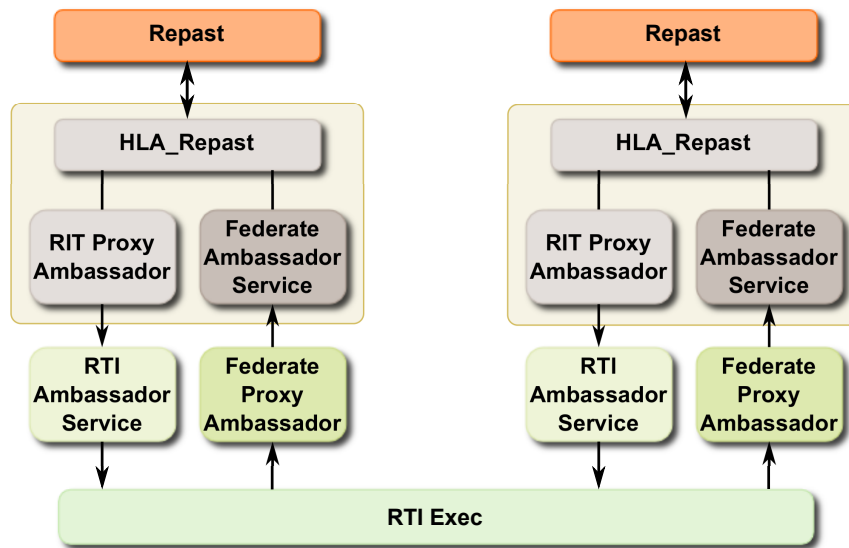 Repast
HLA_Repast
RIT Proxy
Ambassador
Federate
Ambassador
Service
RTI
Ambassador
Service
Federate
Proxy
Ambassador
Repast
HLA_Repast
RIT Proxy
Ambassador
Federate
Ambassador
Service
RTI
Ambassador
Service
Federate
Proxy
Ambassador
RTI Exec